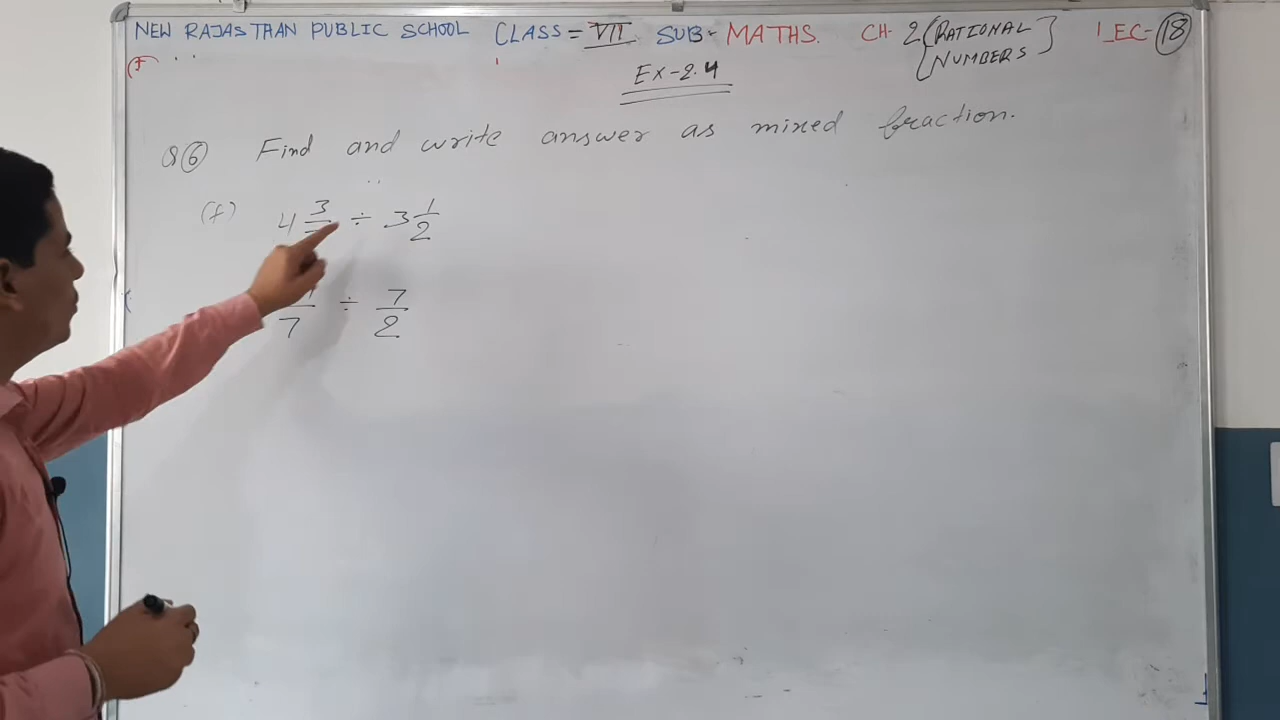 NEW RAJASTHAN PUBLIC SCHOOL CLASS = VII SUB- MATHS. CH- 2 {RATIONAL NUMBERS} LEC- 18
Ex-2.4
Q 6 Find and write answer as mixed fraction.
(f) 4 3/ ÷ 3 1/2
/7 ÷ 7/2